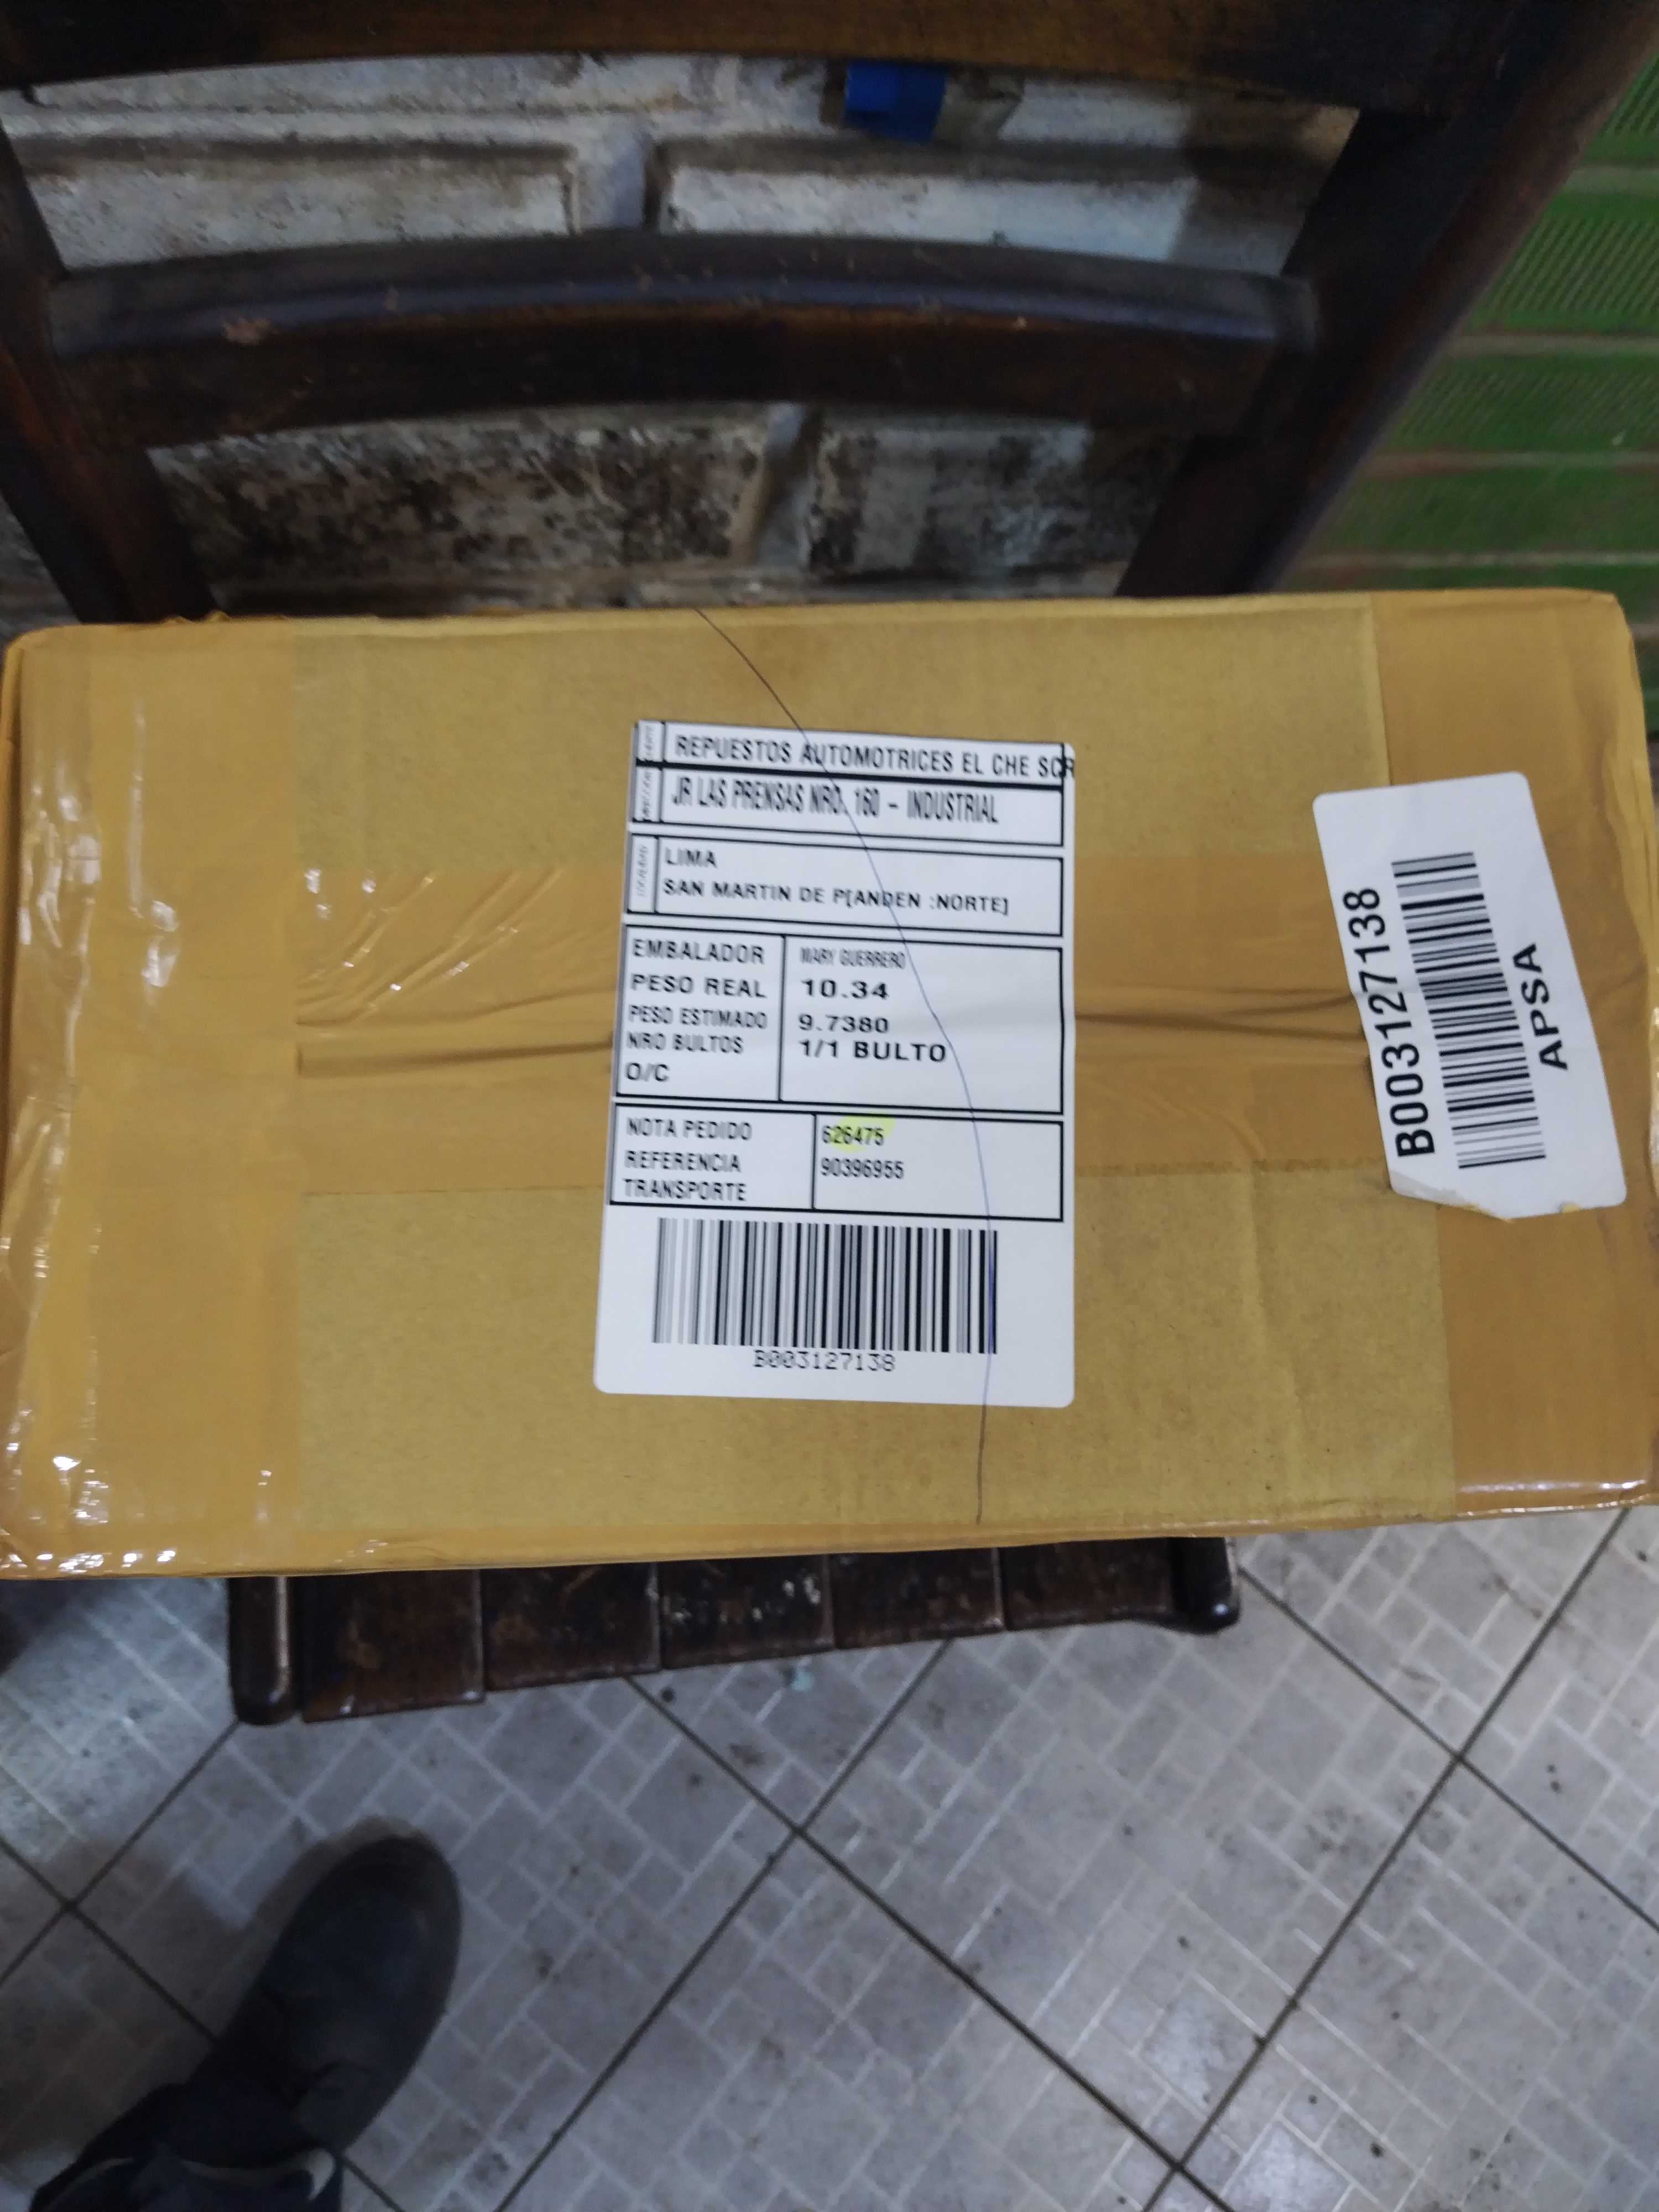 REPUESTOS AUTOMOTRICES EL CHE SCR
JR LAS PRENSAS NRO. 160 - INDUSTRIAL
LIMA
SAN MARTIN DE P[ANDEN :NORTE]
EMBALADOR MARY GUERRERO
PESO REAL 10.34
PESO ESTIMADO 9.7380
NRO BULTOS 1/1 BULTO
O/C
NOTA PEDIDO 626475
REFERENCIA 90396955
TRANSPORTE
B003127138
B003127138
APSA